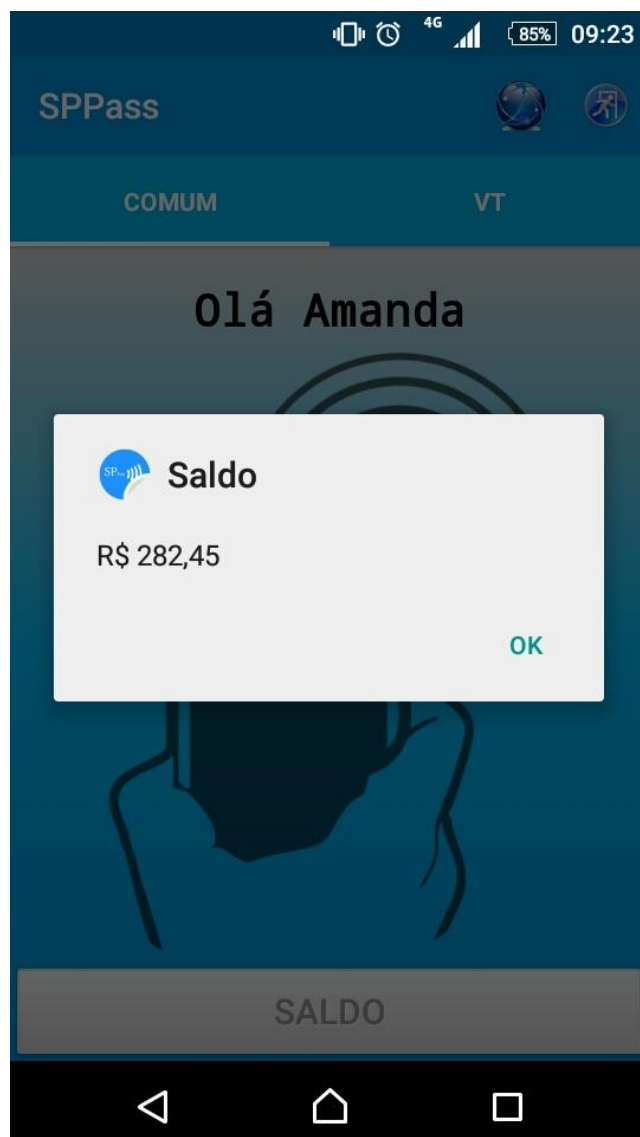 4G 85% 09:23
SPPass
COMUM VT
Olá Amanda
Saldo
R$ 282,45
OK
SALDO